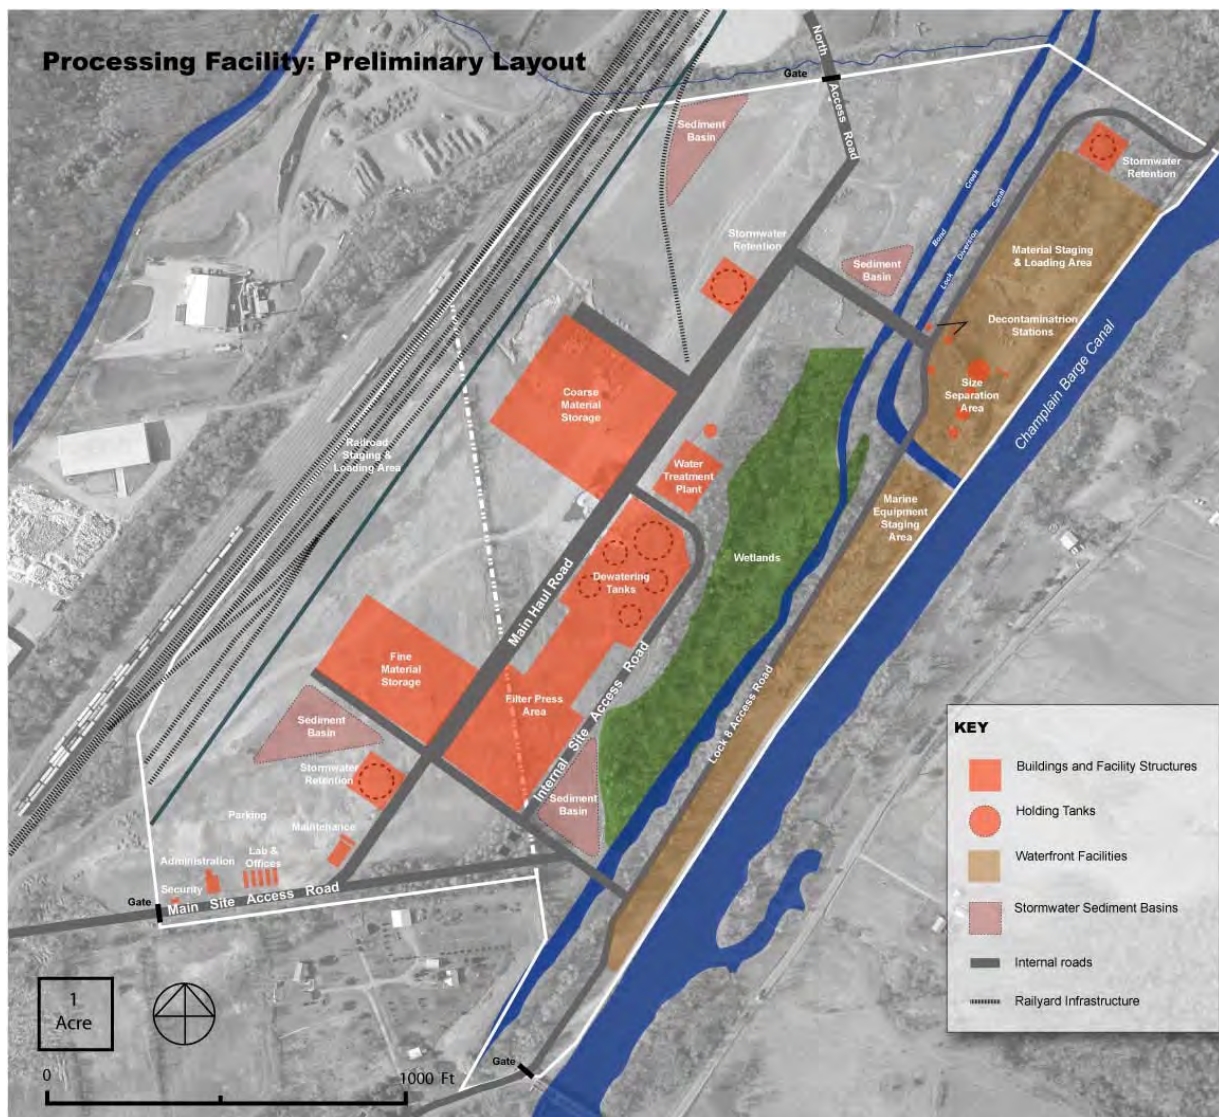 Processing Facility: Preliminary Layout
North
Access Road
Gate
Sediment
Basin
Stormwater
Retention
Bond Creek
Lock Diversion Canal
Stormwater
Retention
Sediment
Basin
Material Staging
& Loading Area
Decontaminatrion
Stations
Size
Separation
Area
Champlain Barge Canal
Coarse
Material
Storage
Railroad
Staging &
Loading Area
Water
Treatment
Plant
Marine
Equipment
Staging
Area
Wetlands
Dewatering
Tanks
Main Haul Road
Fine
Material
Storage
Filter Press
Area
Internal Site Access Road
Lock 8 Access Road
Sediment
Basin
Stormwater
Retention
Sediment
Basin
Parking
Maintenance
Administration
Lab &
Offices
Security
Gate
Main Site Access Road
Gate
KEY
Buildings and Facility Structures
Holding Tanks
Waterfront Facilities
Stormwater Sediment Basins
Internal roads
Railyard Infrastructure
1
Acre
0
1000 Ft